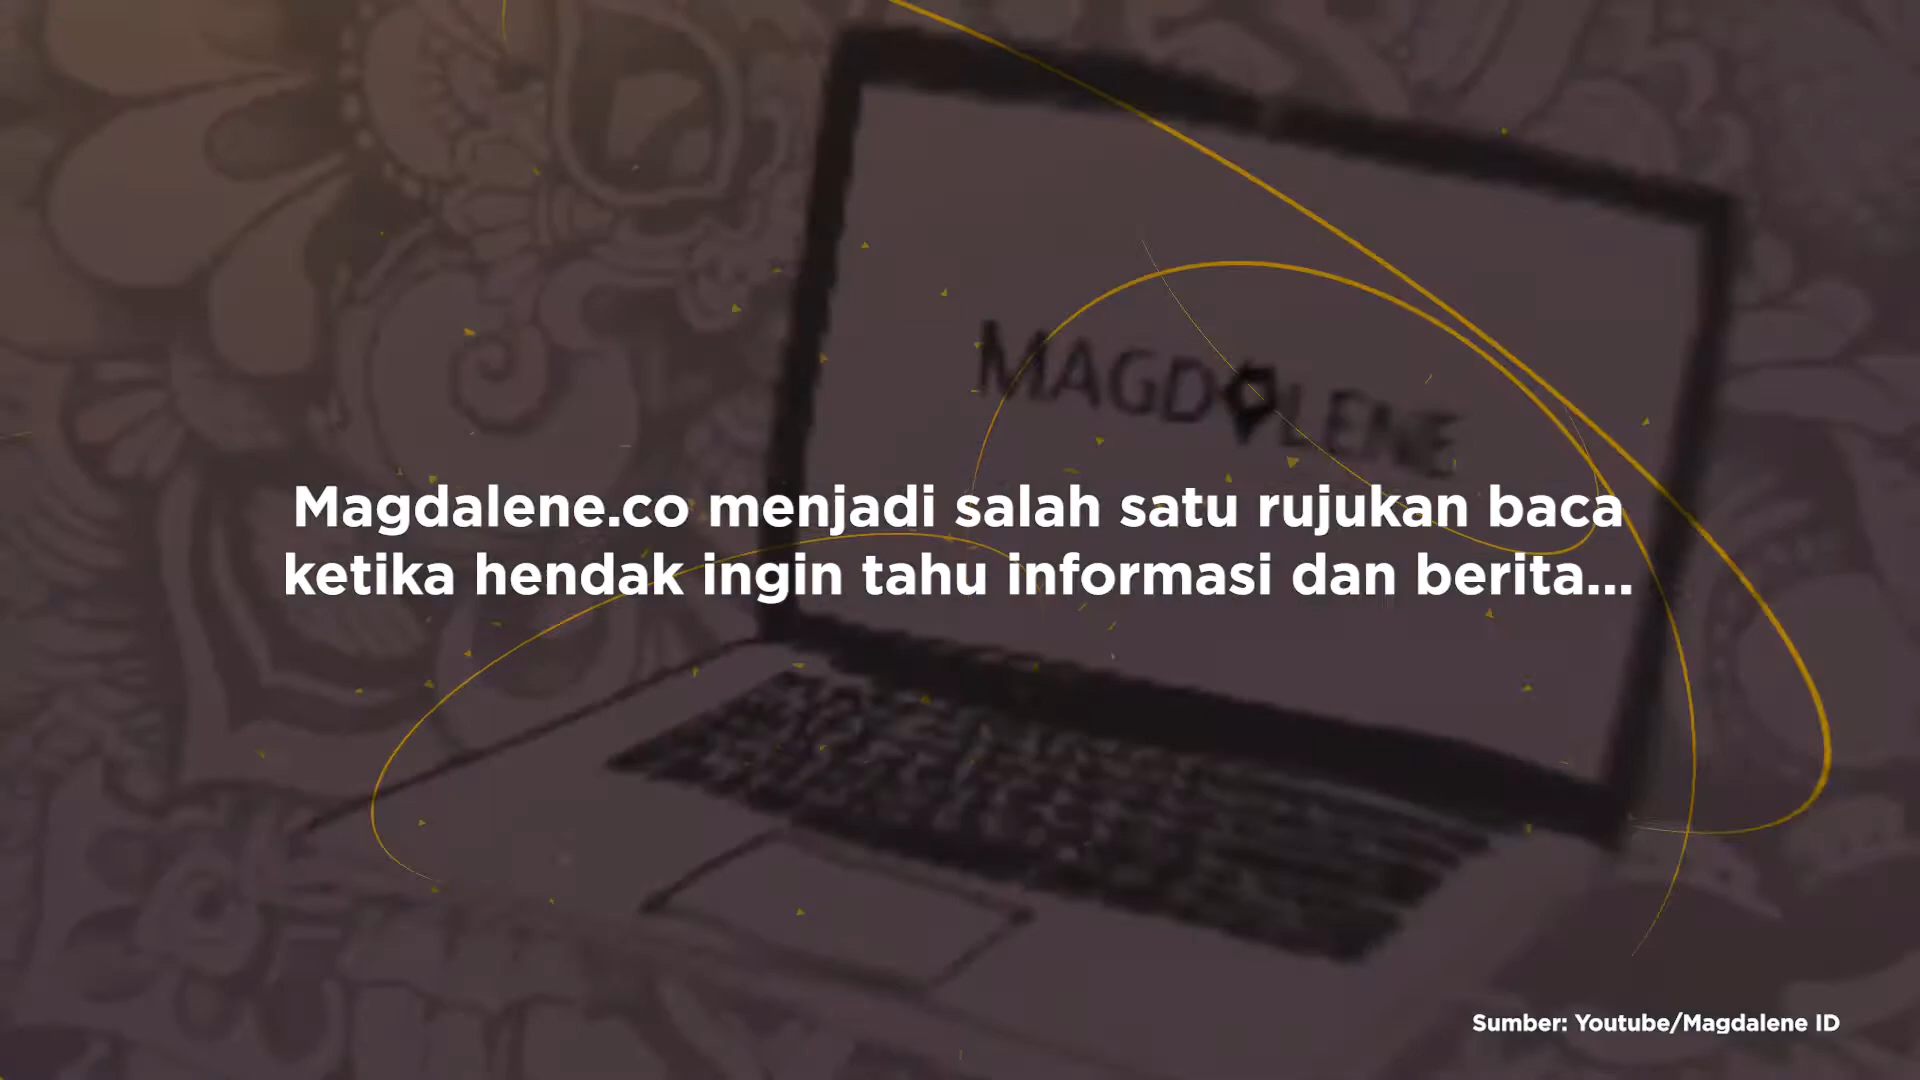 MAGDALENE
Magdalene.co menjadi salah satu rujukan baca
ketika hendak ingin tahu informasi dan berita...
Sumber: Youtube/Magdalene ID